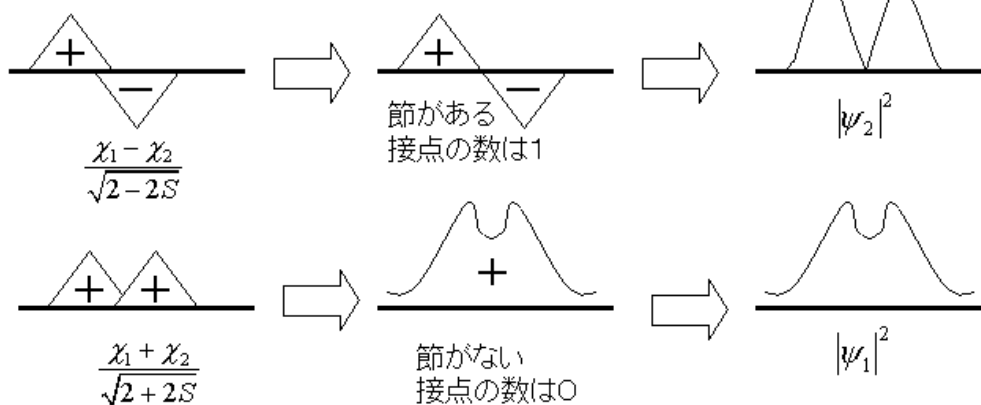 +
−
χ₁ − χ₂
√2 − 2S
+
−
節がある
接点の数は1
|ψ₂|²
+ +
χ₁ + χ₂
√2 + 2S
+
節がない
接点の数は0
|ψ₁|²